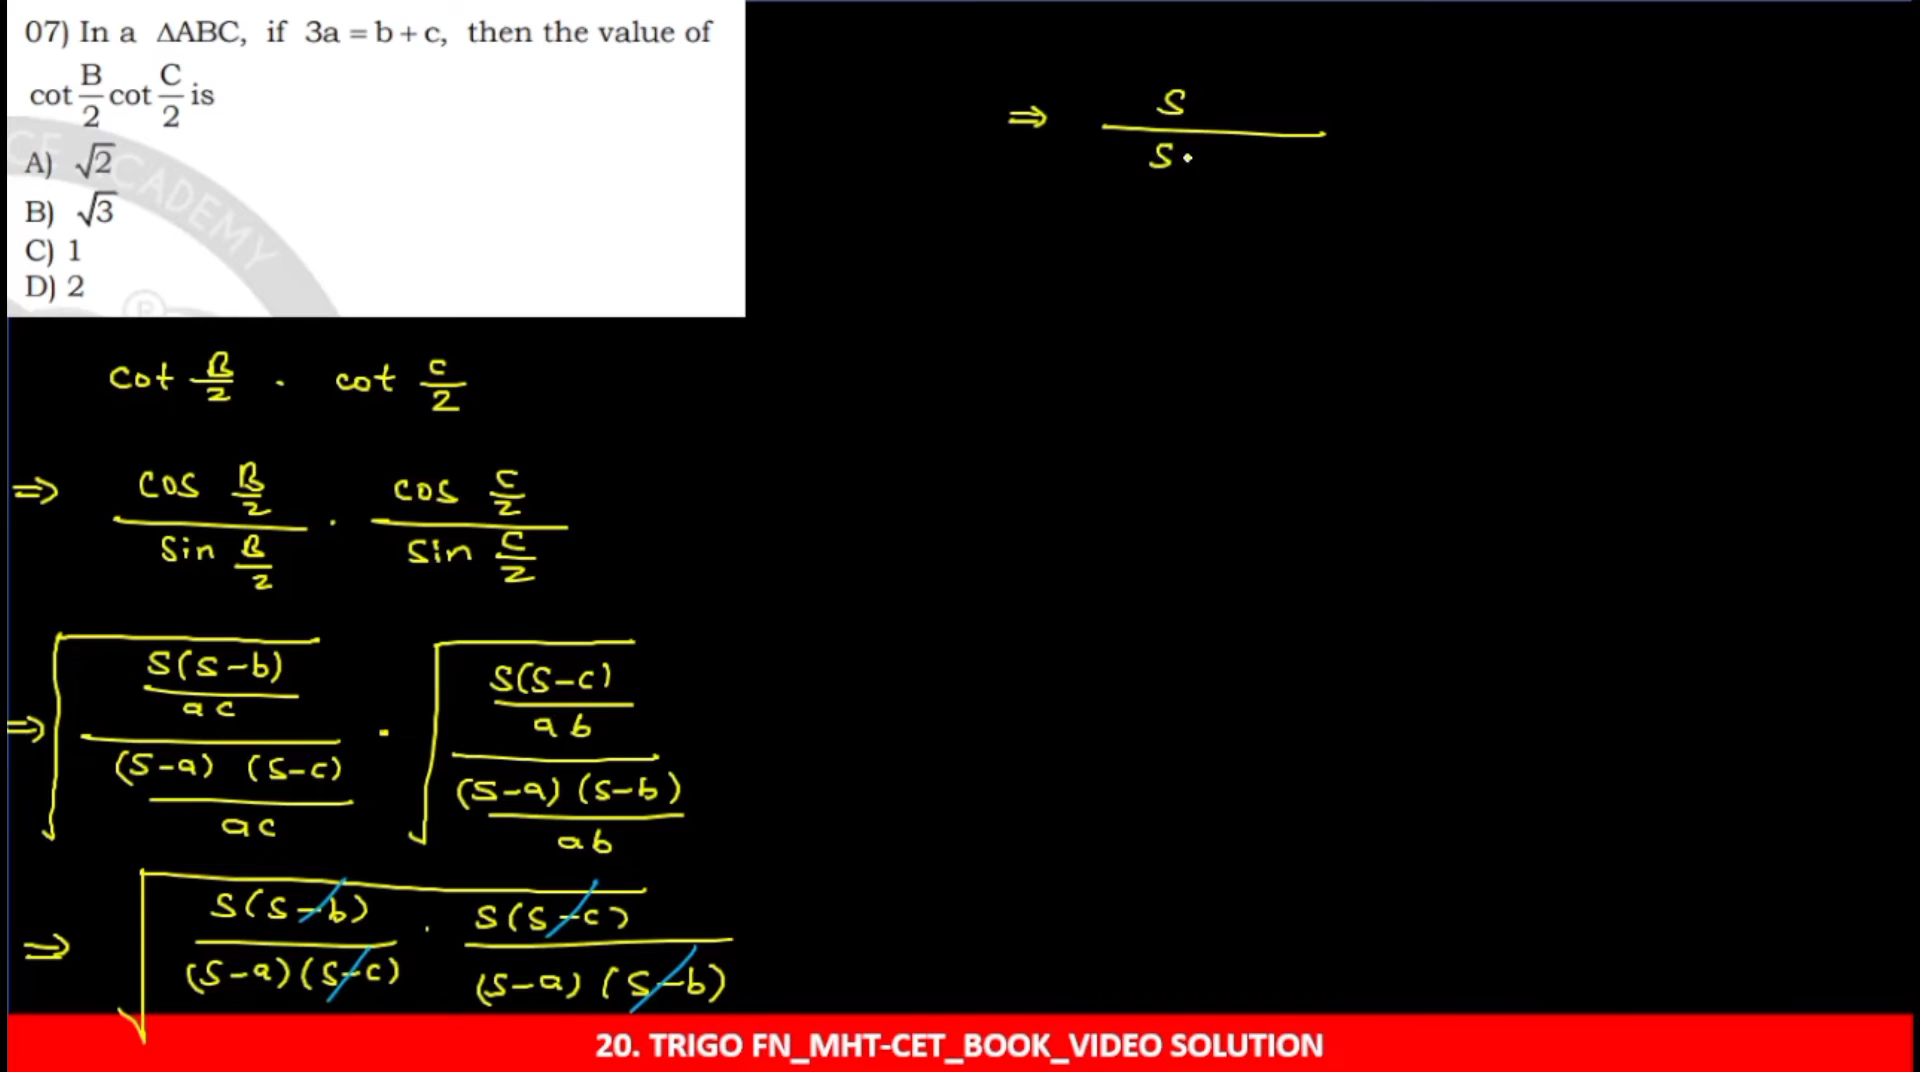 07) In a ΔABC, if 3a = b + c, then the value of
cot B/2 cot C/2 is
A) √2
B) √3
C) 1
D) 2
CE ACADEMY
R
cot B/2 . cot C/2
⇒ cos B/2 / sin B/2 . cos C/2 / sin C/2
⇒ √((s(s-b)/ac) / ((s-a)(s-c)/ac)) . √((s(s-c)/ab) / ((s-a)(s-b)/ab))
⇒ √(s(s-b) / (s-a)(s-c) . s(s-c) / (s-a)(s-b))
⇒ s / s
20. TRIGO FN_MHT-CET_BOOK_VIDEO SOLUTION